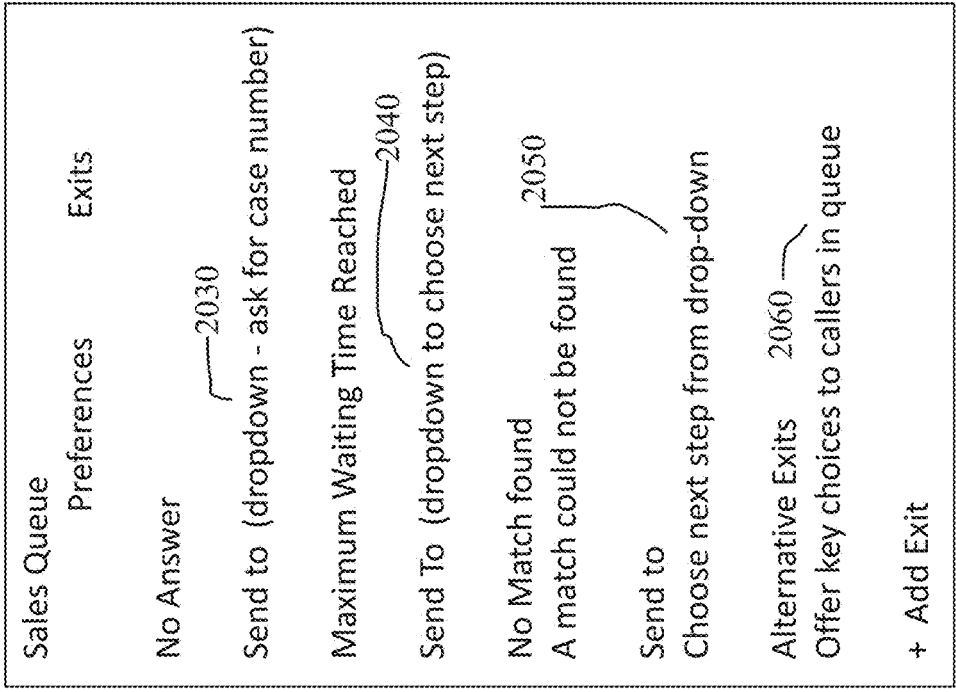 Sales Queue
Preferences Exits
No Answer
2030
Send to (dropdown - ask for case number)
Maximum Waiting Time Reached
2040
Send To (dropdown to choose next step)
No Match found
2050
A match could not be found
Send to
Choose next step from drop-down
Alternative Exits 2060
Offer key choices to callers in queue
+ Add Exit